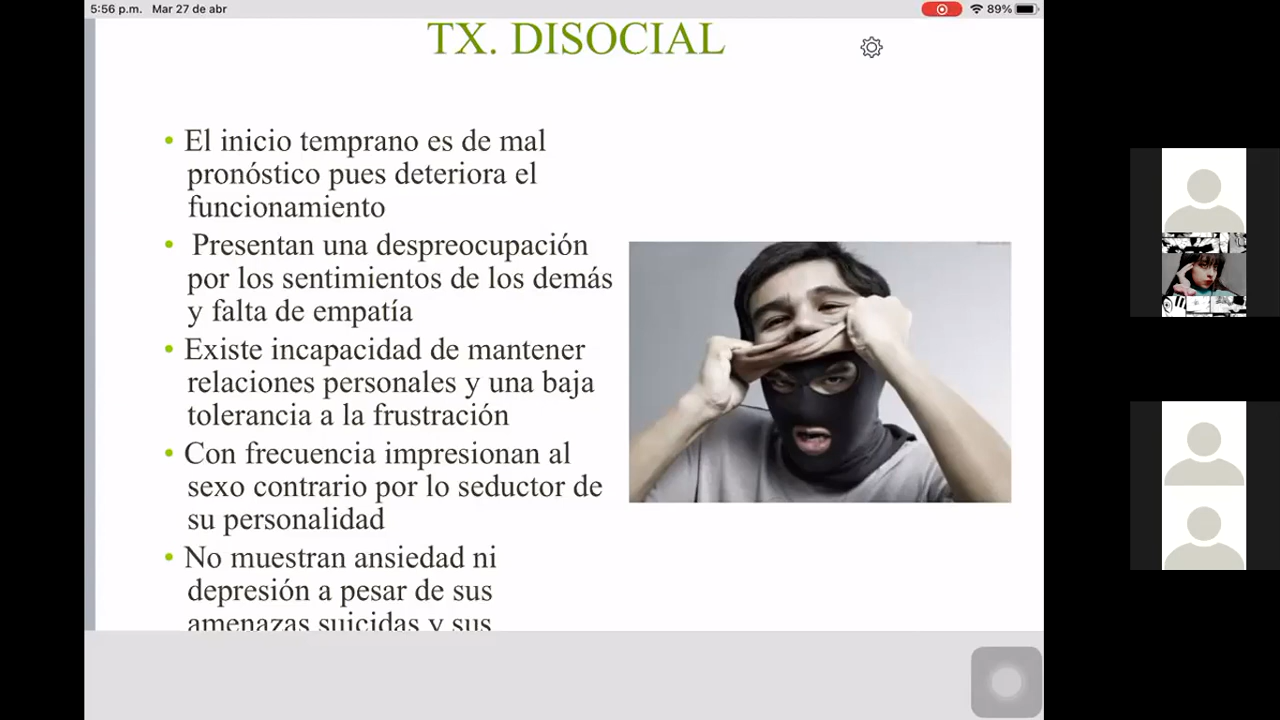 5:56 p.m. Mar 27 de abr
89%
TX. DISOCIAL
• El inicio temprano es de mal
pronóstico pues deteriora el
funcionamiento
• Presentan una despreocupación
por los sentimientos de los demás
y falta de empatía
• Existe incapacidad de mantener
relaciones personales y una baja
tolerancia a la frustración
• Con frecuencia impresionan al
sexo contrario por lo seductor de
su personalidad
• No muestran ansiedad ni
depresión a pesar de sus
amenazas suicidas y sus